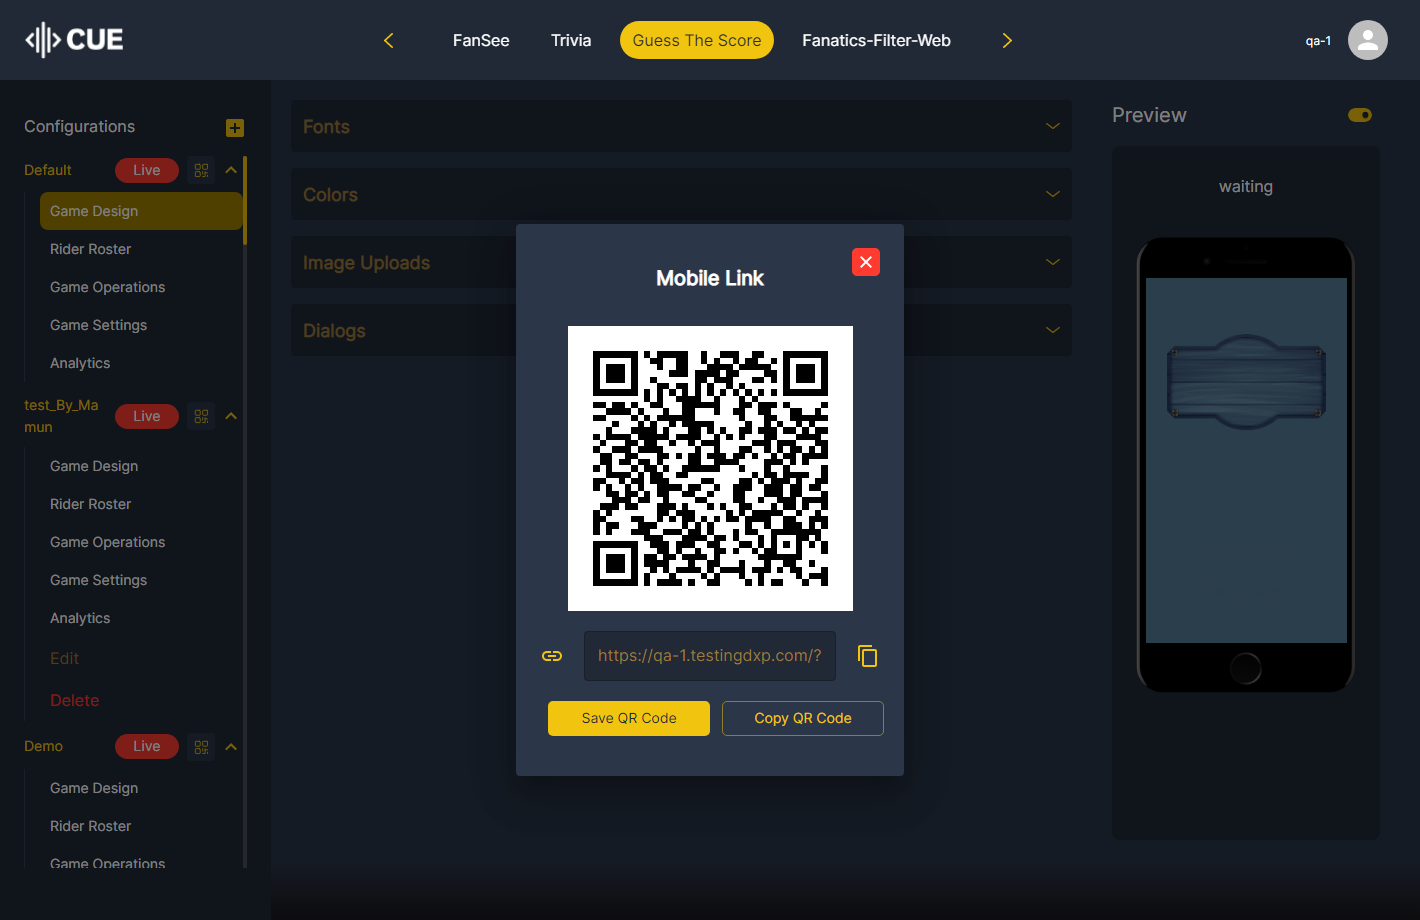 CUE
FanSee
Trivia
Guess The Score
Fanatics-Filter-Web
qa-1
Configurations
Default
Live
Game Design
Rider Roster
Game Operations
Game Settings
Analytics
test_By_Ma
mun
Live
Game Design
Rider Roster
Game Operations
Game Settings
Analytics
Edit
Delete
Demo
Live
Game Design
Rider Roster
Game Operations
Fonts
Colors
Image Uploads
Dialogs
Mobile Link
https://qa-1.testingdxp.com/?
Save QR Code
Copy QR Code
Preview
waiting